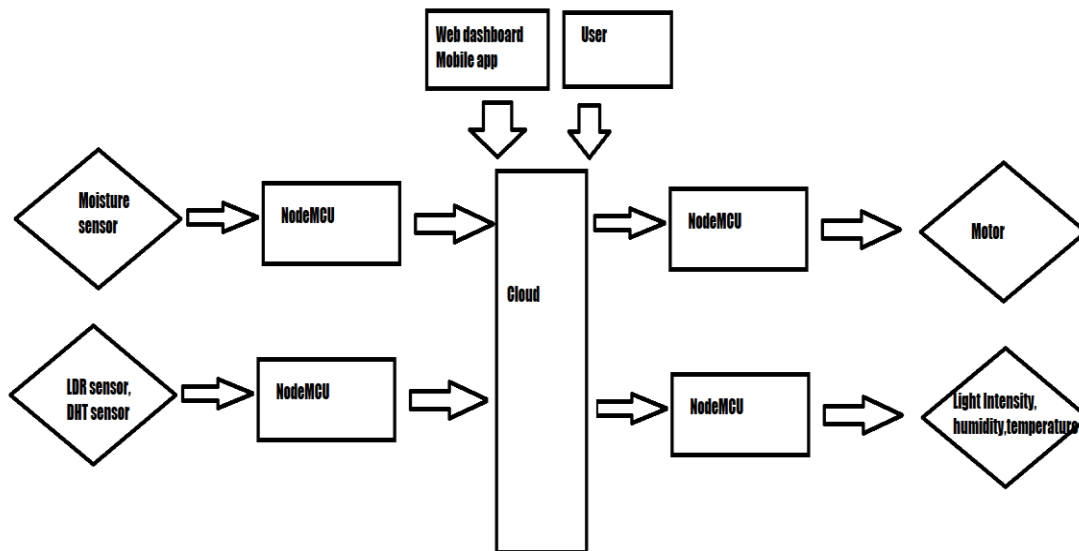 Web dashboard
Mobile app
User
Moisture
sensor
NodeMCU
NodeMCU
Motor
Cloud
LDR sensor,
DHT sensor
NodeMCU
NodeMCU
Light Intensity,
humidity,temperature